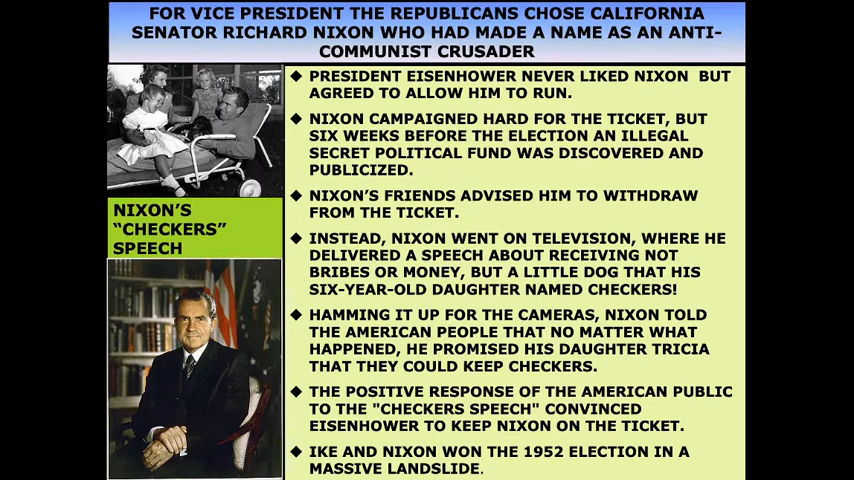 FOR VICE PRESIDENT THE REPUBLICANS CHOSE CALIFORNIA
SENATOR RICHARD NIXON WHO HAD MADE A NAME AS AN ANTI-
COMMUNIST CRUSADER
NIXON'S
“CHECKERS”
SPEECH
◆ PRESIDENT EISENHOWER NEVER LIKED NIXON BUT
AGREED TO ALLOW HIM TO RUN.
◆ NIXON CAMPAIGNED HARD FOR THE TICKET, BUT
SIX WEEKS BEFORE THE ELECTION AN ILLEGAL
SECRET POLITICAL FUND WAS DISCOVERED AND
PUBLICIZED.
◆ NIXON'S FRIENDS ADVISED HIM TO WITHDRAW
FROM THE TICKET.
◆ INSTEAD, NIXON WENT ON TELEVISION, WHERE HE
DELIVERED A SPEECH ABOUT RECEIVING NOT
BRIBES OR MONEY, BUT A LITTLE DOG THAT HIS
SIX-YEAR-OLD DAUGHTER NAMED CHECKERS!
◆ HAMMING IT UP FOR THE CAMERAS, NIXON TOLD
THE AMERICAN PEOPLE THAT NO MATTER WHAT
HAPPENED, HE PROMISED HIS DAUGHTER TRICIA
THAT THEY COULD KEEP CHECKERS.
◆ THE POSITIVE RESPONSE OF THE AMERICAN PUBLIC
TO THE "CHECKERS SPEECH" CONVINCED
EISENHOWER TO KEEP NIXON ON THE TICKET.
◆ IKE AND NIXON WON THE 1952 ELECTION IN A
MASSIVE LANDSLIDE.